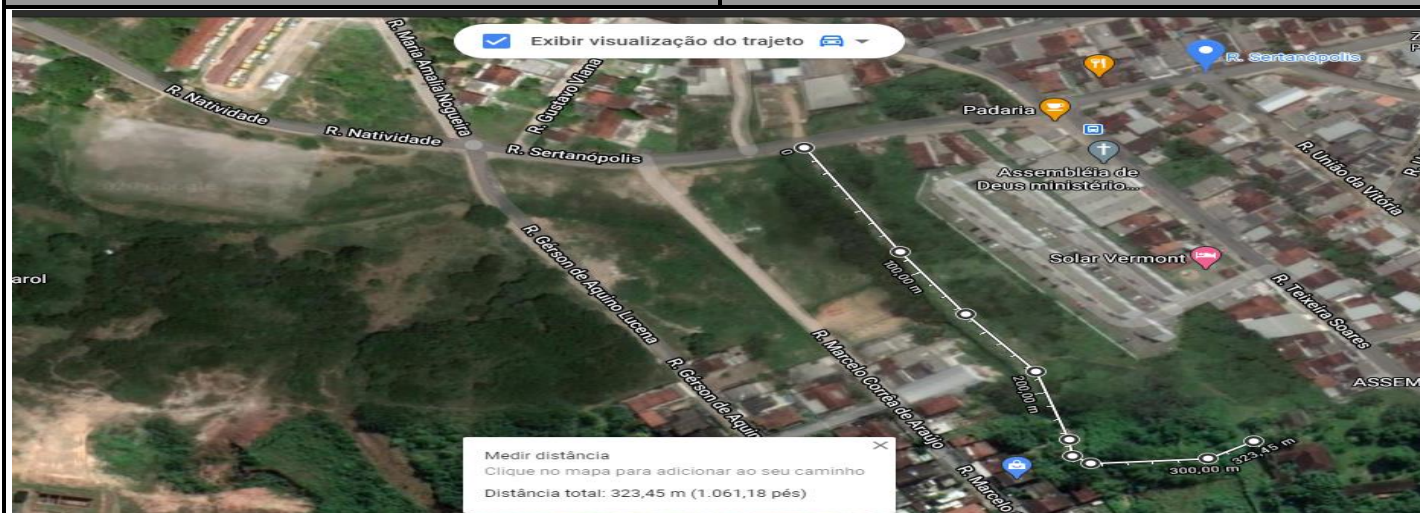 Exibir visualização do trajeto
R. Maria Amalia Nogueira
R. Gustavo Viana
R. Sertanópolis
R. Natividade
R. Natividade
R. Sertanópolis
Padaria
Assembléia de
Deus ministério...
R. União da Vitória
0
100,00 m
Solar Vermont
arol
R. Gérson de Aquino Lucena
R. Teixeira Soares
R. Marcelo Corrêa de Araujo
200,00 m
ASSEM
R. Gérson de Aquin
R. Marcelo
300,00 m
323,45 m
Medir distância
Clique no mapa para adicionar ao seu caminho
Distância total: 323,45 m (1.061,18 pés)